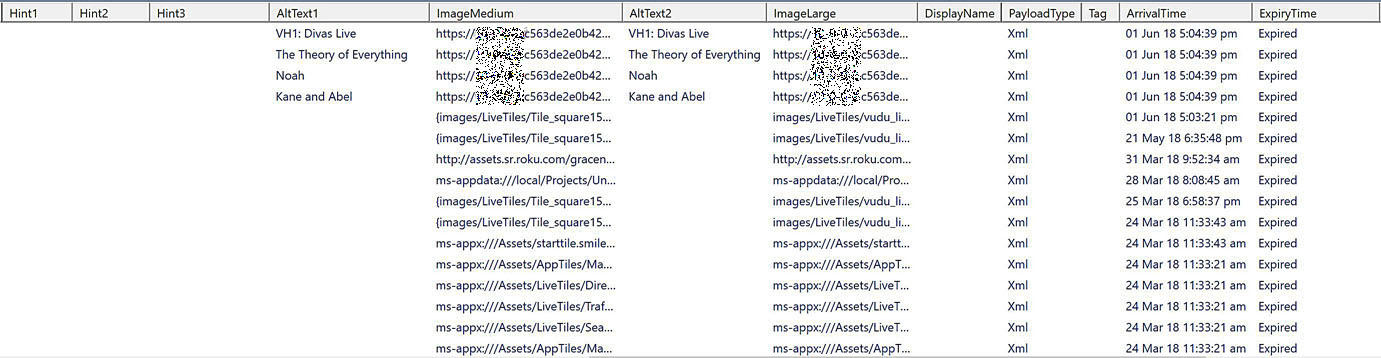 Hint1 Hint2 Hint3 AltText1 ImageMedium AltText2 ImageLarge DisplayName PayloadType Tag ArrivalTime ExpiryTime
VH1: Divas Live https:// c563de2e0b42... VH1: Divas Live https:// c563de... Xml 01 Jun 18 5:04:39 pm Expired
The Theory of Everything https:// c563de2e0b42... The Theory of Everything https:// c563de... Xml 01 Jun 18 5:04:39 pm Expired
Noah https:// c563de2e0b42... Noah https:// c563de... Xml 01 Jun 18 5:04:39 pm Expired
Kane and Abel https:// c563de2e0b42... Kane and Abel https:// c563de... Xml 01 Jun 18 5:04:39 pm Expired
{images/LiveTiles/Tile_square15... images/LiveTiles/vudu_li... Xml 01 Jun 18 5:03:21 pm Expired
{images/LiveTiles/Tile_square15... images/LiveTiles/vudu_li... Xml 21 May 18 6:35:48 pm Expired
http://assets.sr.roku.com/gracen... http://assets.sr.roku.com... Xml 31 Mar 18 9:52:34 am Expired
ms-appdata:///local/Projects/Un... ms-appdata:///local/Pro... Xml 28 Mar 18 8:08:45 am Expired
{images/LiveTiles/Tile_square15... images/LiveTiles/vudu_li... Xml 25 Mar 18 6:58:37 pm Expired
{images/LiveTiles/Tile_square15... images/LiveTiles/vudu_li... Xml 24 Mar 18 11:33:43 am Expired
ms-appx:///Assets/starttile.smile... ms-appx:///Assets/startt... Xml 24 Mar 18 11:33:43 am Expired
ms-appx:///Assets/AppTiles/Ma... ms-appx:///Assets/AppT... Xml 24 Mar 18 11:33:21 am Expired
ms-appx:///Assets/LiveTiles/Dire... ms-appx:///Assets/LiveT... Xml 24 Mar 18 11:33:21 am Expired
ms-appx:///Assets/LiveTiles/Traf... ms-appx:///Assets/LiveT... Xml 24 Mar 18 11:33:21 am Expired
ms-appx:///Assets/LiveTiles/Sea... ms-appx:///Assets/LiveT... Xml 24 Mar 18 11:33:21 am Expired
ms-appx:///Assets/AppTiles/Ma... ms-appx:///Assets/AppT... Xml 24 Mar 18 11:33:21 am Expired